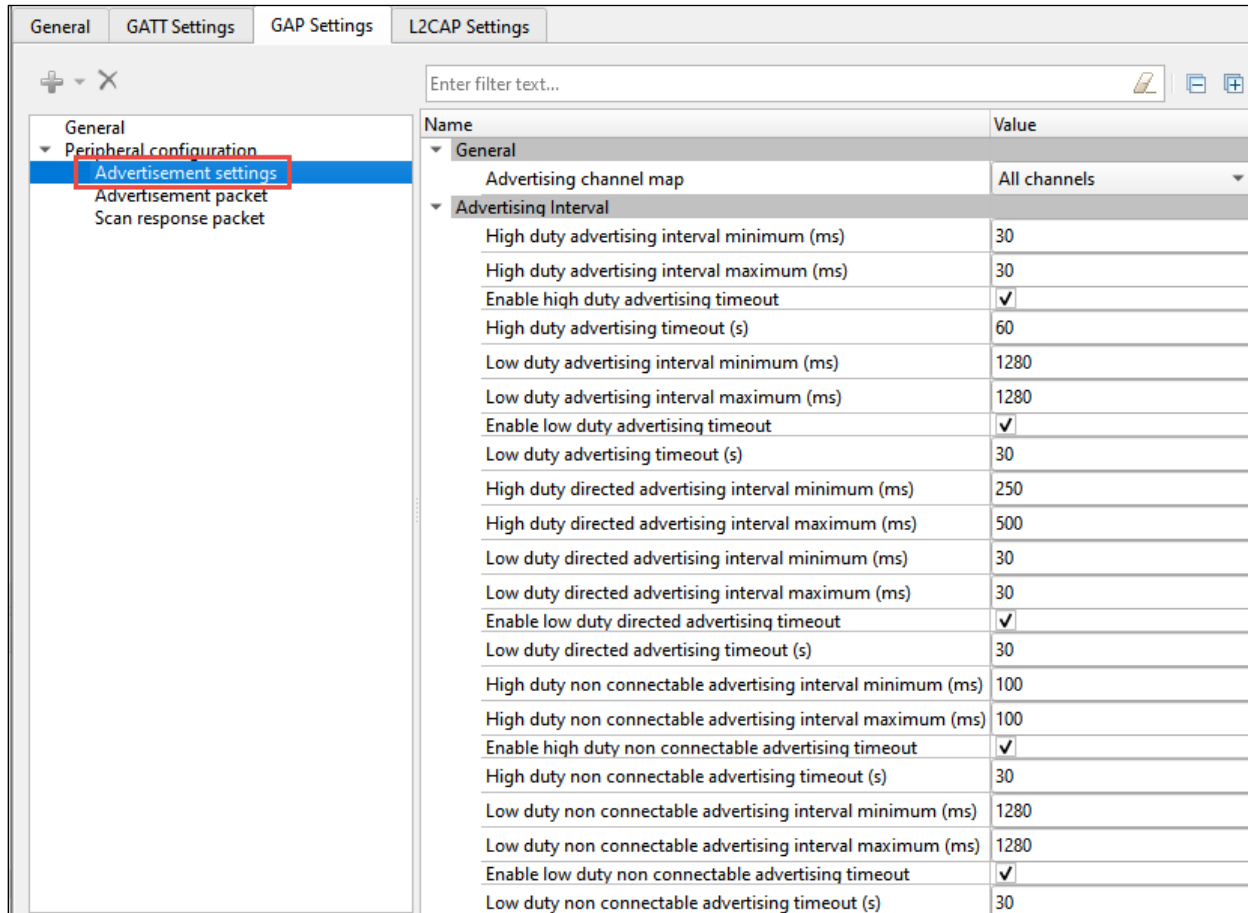 General GATT Settings GAP Settings L2CAP Settings
Enter filter text...
General
Peripheral configuration
Advertisement settings
Advertisement packet
Scan response packet
Name Value
General
Advertising channel map All channels
Advertising Interval
High duty advertising interval minimum (ms) 30
High duty advertising interval maximum (ms) 30
Enable high duty advertising timeout
High duty advertising timeout (s) 60
Low duty advertising interval minimum (ms) 1280
Low duty advertising interval maximum (ms) 1280
Enable low duty advertising timeout
Low duty advertising timeout (s) 30
High duty directed advertising interval minimum (ms) 250
High duty directed advertising interval maximum (ms) 500
Low duty directed advertising interval minimum (ms) 30
Low duty directed advertising interval maximum (ms) 30
Enable low duty directed advertising timeout
Low duty directed advertising timeout (s) 30
High duty non connectable advertising interval minimum (ms) 100
High duty non connectable advertising interval maximum (ms) 100
Enable high duty non connectable advertising timeout
High duty non connectable advertising timeout (s) 30
Low duty non connectable advertising interval minimum (ms) 1280
Low duty non connectable advertising interval maximum (ms) 1280
Enable low duty non connectable advertising timeout
Low duty non connectable advertising timeout (s) 30